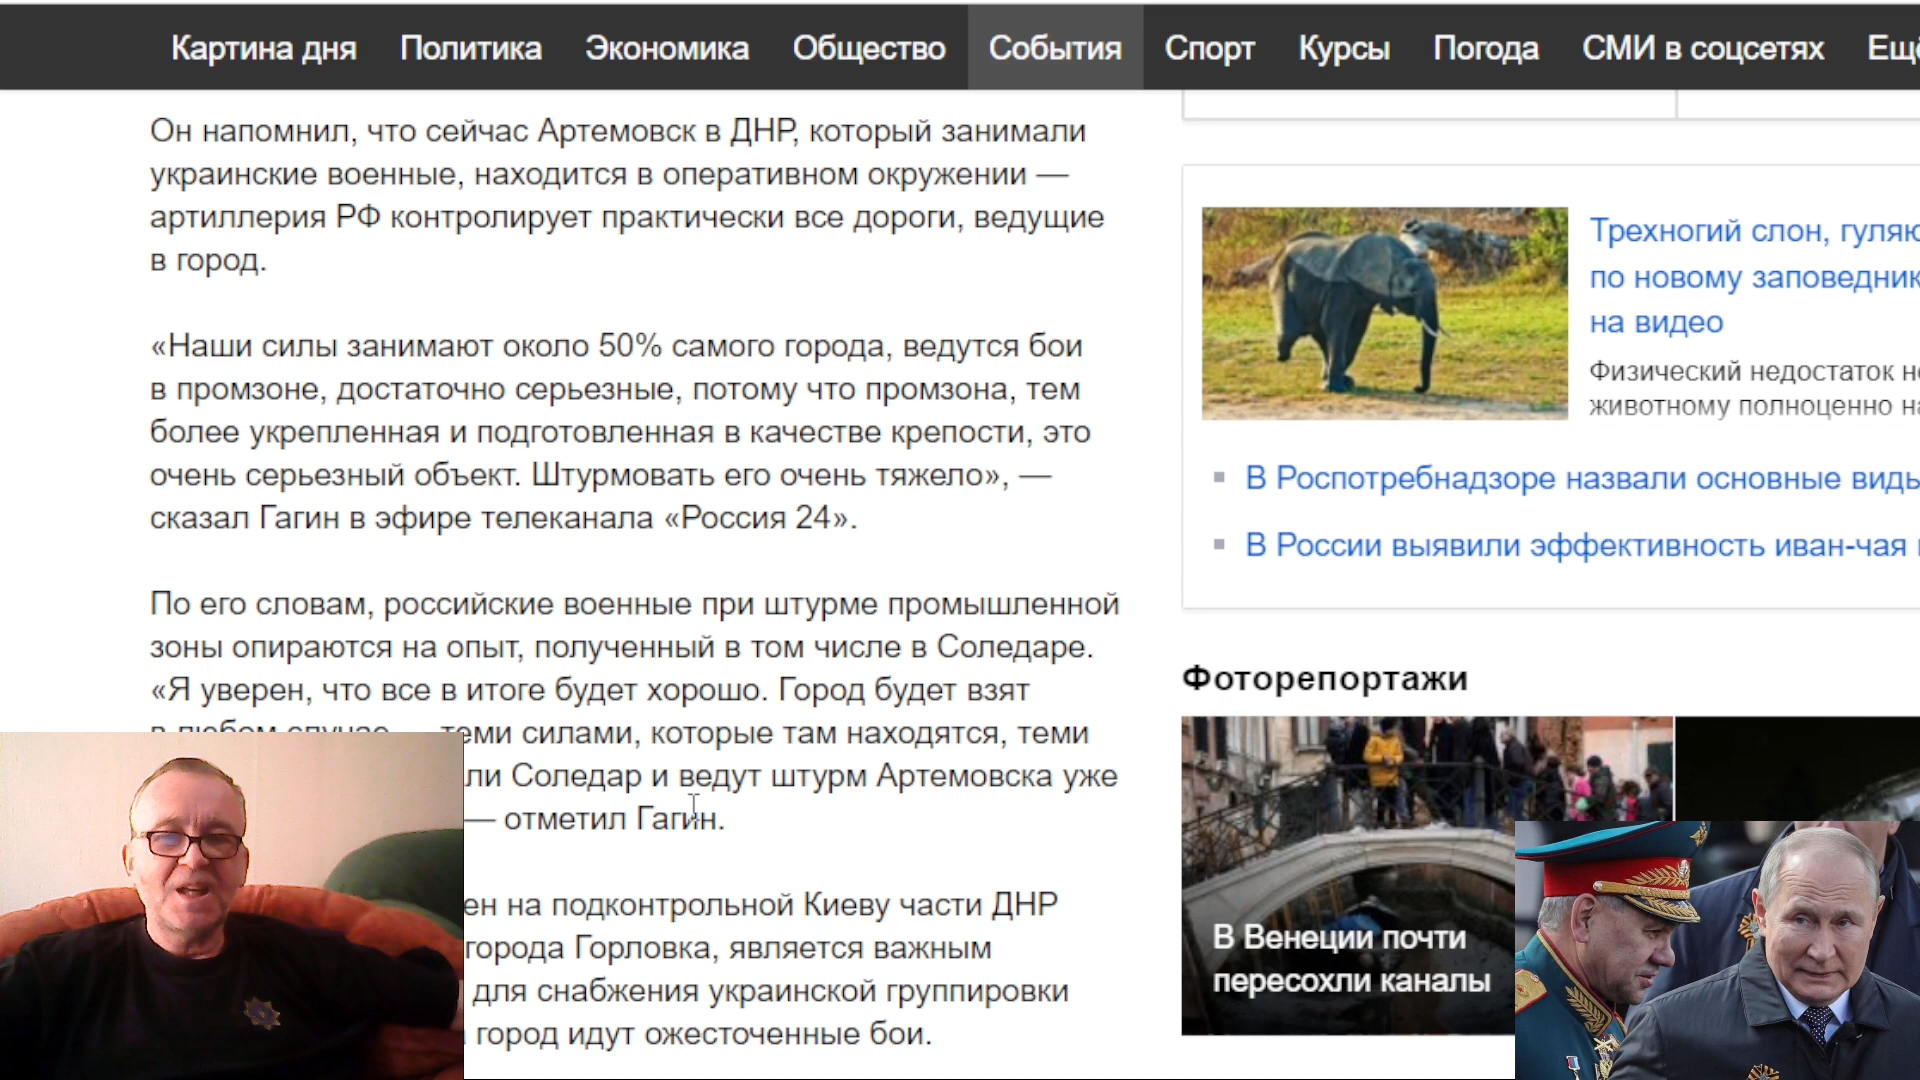 Картина дня Политика Экономика Общество События Спорт Курсы Погода СМИ в соцсетях
Он напомнил, что сейчас Артемовск в ДНР, который занимали
украинские военные, находится в оперативном окружении —
артиллерия РФ контролирует практически все дороги, ведущие
в город.
«Наши силы занимают около 50% самого города, ведутся бои
в промзоне, достаточно серьезные, потому что промзона, тем
более укрепленная и подготовленная в качестве крепости, это
очень серьезный объект. Штурмовать его очень тяжело», —
сказал Гагин в эфире телеканала «Россия 24».
По его словам, российские военные при штурме промышленной
зоны опираются на опыт, полученный в том числе в Соледаре.
«Я уверен, что все в итоге будет хорошо. Город будет взят
в любом случае — теми силами, которые там находятся, теми
ли Соледар и ведут штурм Артемовска уже
— отметил Гагин.
ен на подконтрольной Киеву части ДНР
города Горловка, является важным
для снабжения украинской группировки
город идут ожесточенные бои.
Трехногий слон,
по новому
на видео
Физический недостаток
животному полноценно
В Роспотребнадзоре назвали основные
В России выявили эффективность иван-чая
Фоторепортажи
В Венеции почти
пересохли каналы